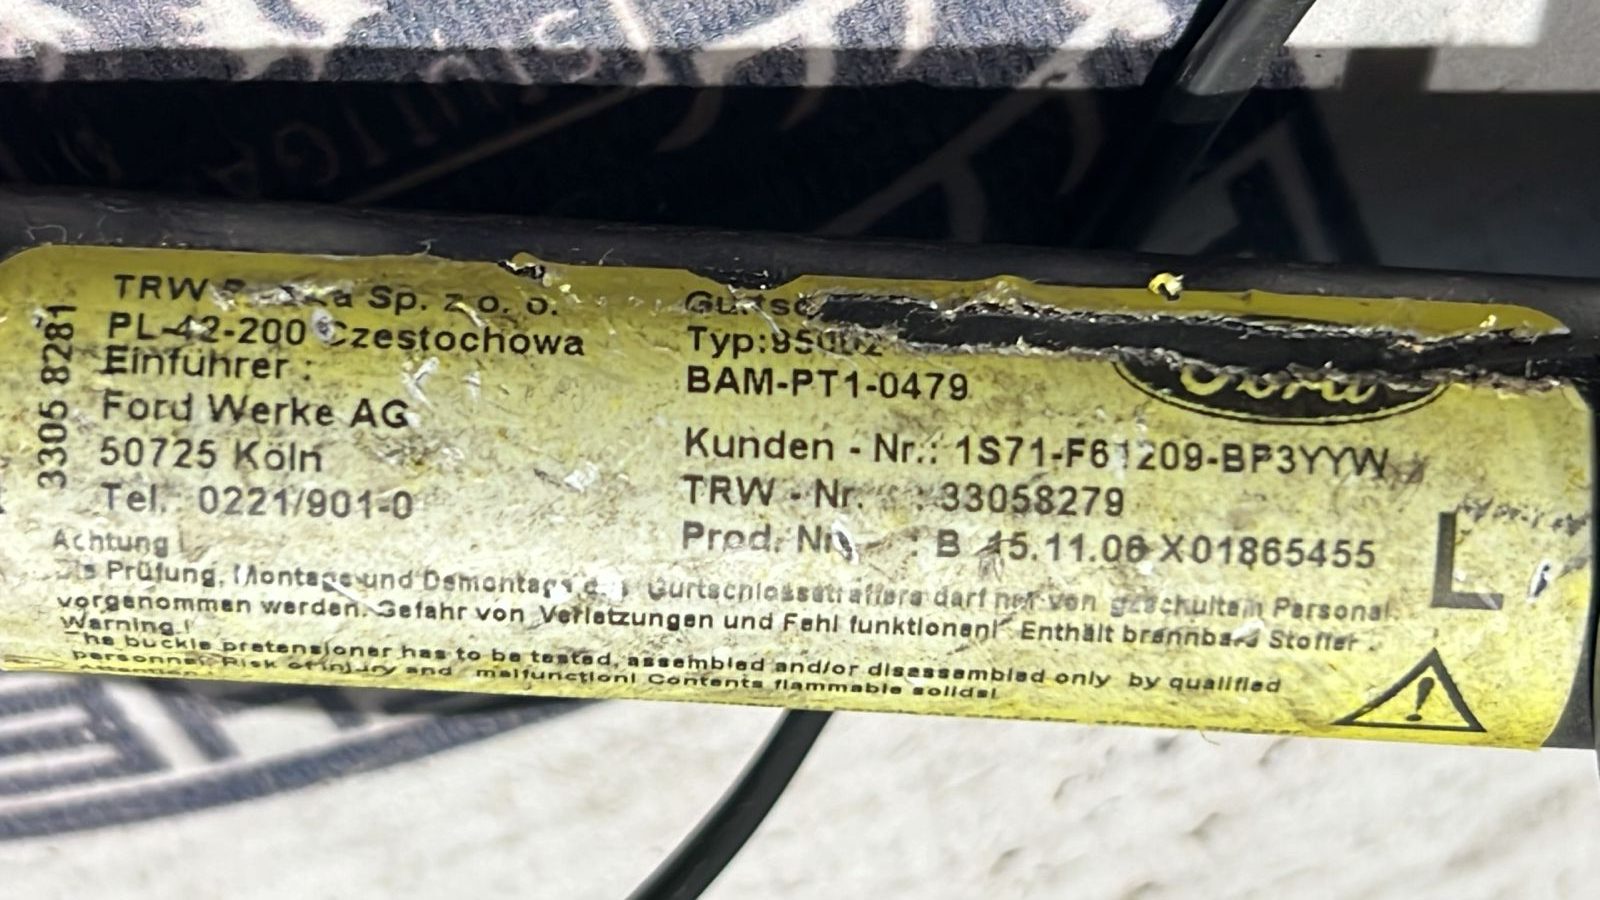 TRW Sp. z o. o.
PL-42-200 Czestochowa
Einführer :
Ford Werke AG
50725 Köln
Tel. 0221/901-0
3305 8281
Typ:
BAM-PT1-0479
Ford
Kunden - Nr.: 1S71-F61209-BP3YYW
TRW - Nr. : 33058279
Prod. Nr. : B 15.11.06 X01865455
L
Achtung !
Prüfung, Montage und Demontage des Gurtschlossstraffers darf nur von geschultem Personal
vorgenommen werden. Gefahr von Verletzungen und Fehl funktionen! Enthält brennbare Stoffe
Warning !
The buckle pretensioner has to be tested, assembled and/or disassembled only by qualified
personnel. Risk of injury and malfunction! Contents flammable solids!